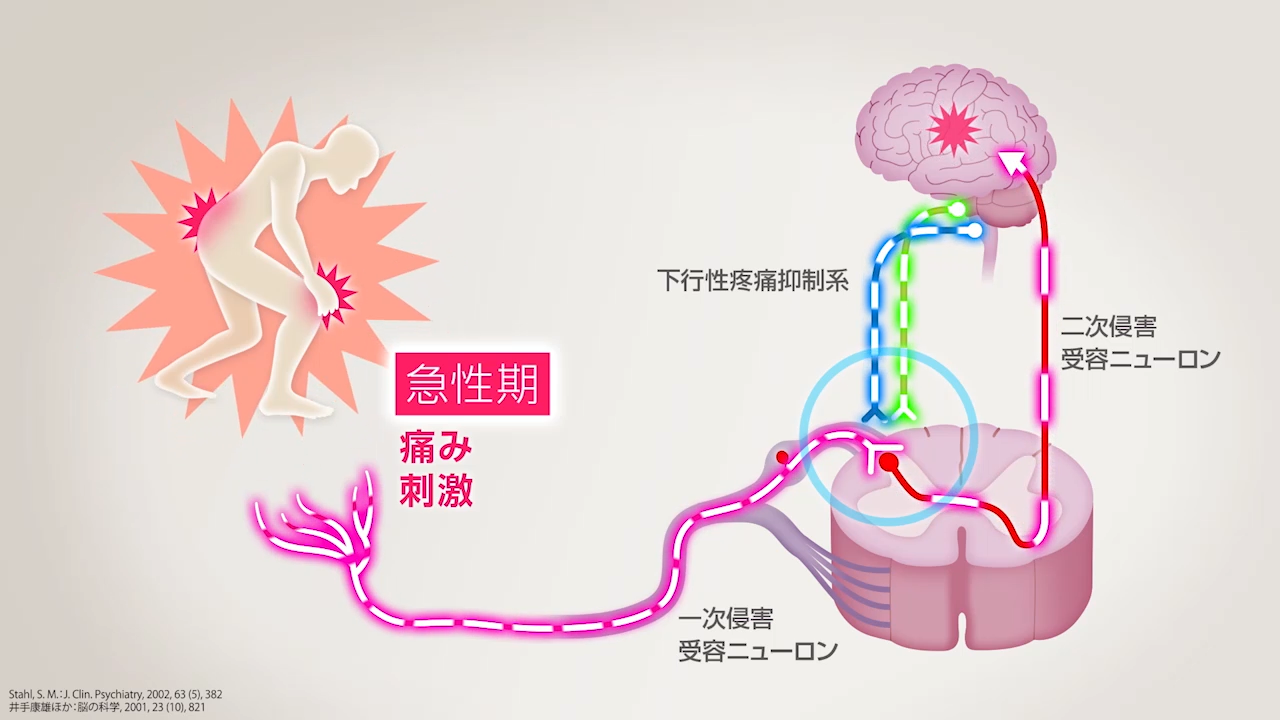 下行性疼痛抑制系
二次侵害
受容ニューロン
急性期
痛み
刺激
一次侵害
受容ニューロン
Stahl, S. M.：J. Clin. Psychiatry, 2002, 63 (5), 382
井手康雄ほか：脳の科学, 2001, 23 (10), 821